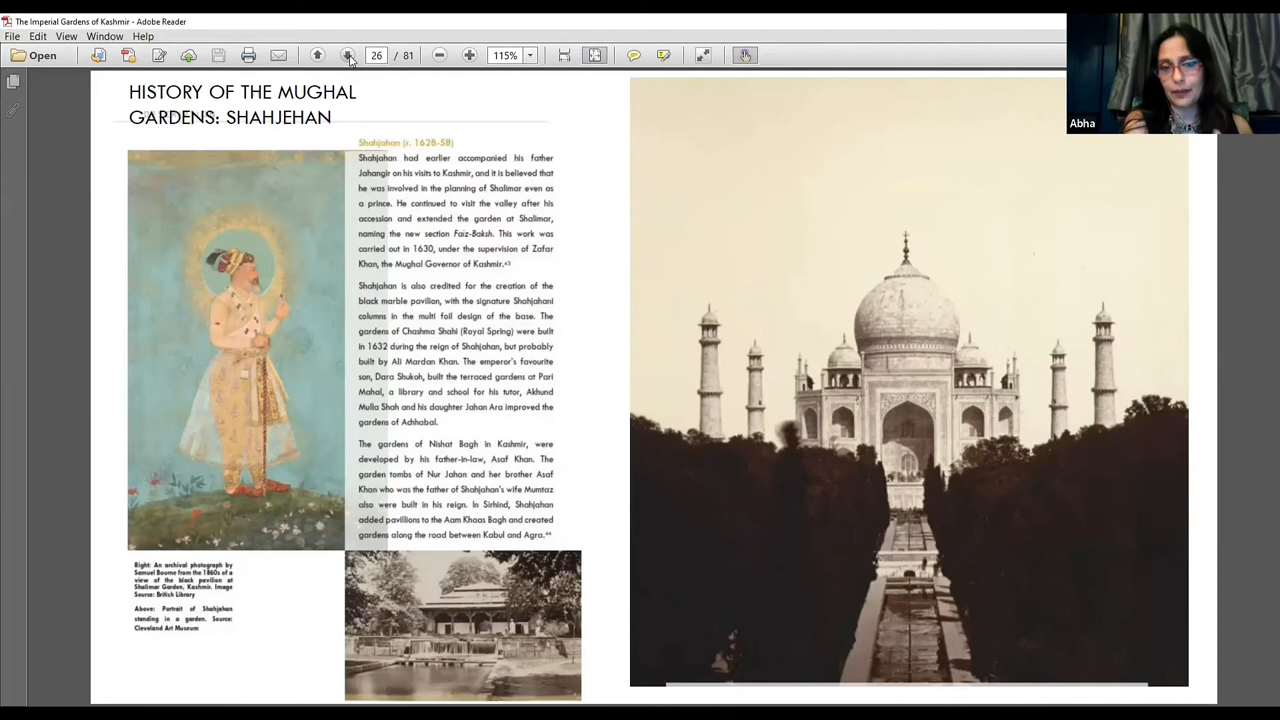 The Imperial Gardens of Kashmir - Adobe Reader
File Edit View Window Help
Open 26 / 81 115%
HISTORY OF THE MUGHAL
GARDENS: SHAHJEHAN
Shahjahan (r. 1628-58)
Shahjahan had earlier accompanied his father
Jahangir on his visits to Kashmir, and it is believed that
he was involved in the planning of Shalimar even as
a prince. He continued to visit the valley after his
accession and extended the garden at Shalimar,
naming the new section Faiz-Baksh. This work was
carried out in 1630, under the supervision of Zafar
Khan, the Mughal Governor of Kashmir.⁴³
Shahjahan is also credited for the creation of the
black marble pavilion, with the signature Shahjahani
columns in the multi foil design of the base. The
gardens of Chashma Shahi (Royal Spring) were built
in 1632 during the reign of Shahjahan, but probably
built by Ali Mardan Khan. The emperor's favourite
son, Dara Shukoh, built the terraced gardens at Pari
Mahal, a library and school for his tutor, Akhund
Mulla Shah and his daughter Jahan Ara improved the
gardens of Achhabal.
The gardens of Nishat Bagh in Kashmir, were
developed by his father-in-law, Asaf Khan. The
garden tombs of Nur Jahan and her brother Asaf
Khan who was the father of Shahjahan's wife Mumtaz
also were built in his reign. In Sirhind, Shahjahan
added pavilions to the Aam Khaas Bagh and created
gardens along the road between Kabul and Agra.⁴⁴
Right: An archival photograph by
Samuel Bourne from the 1860s of a
view of the black pavilion at
Shalimar Garden, Kashmir. Image
Source: British Library
Above: Portrait of Shahjahan
standing in a garden. Source:
Cleveland Art Museum
Abha